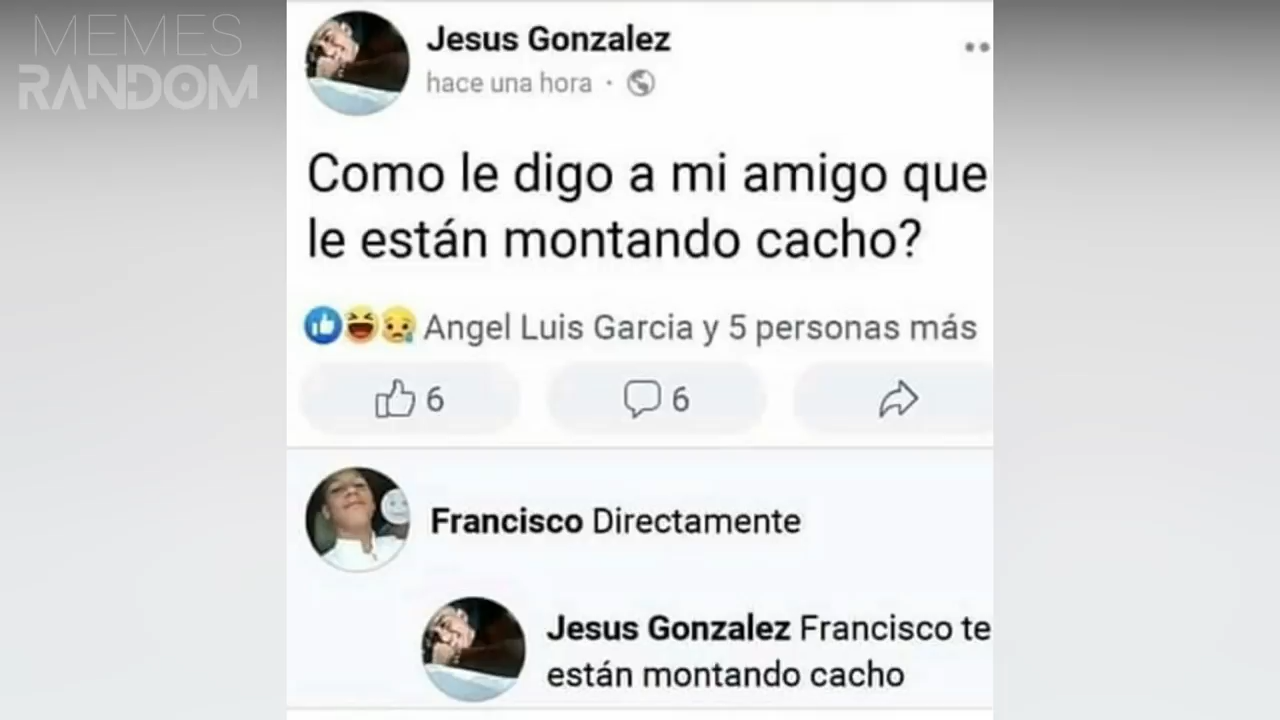 MEMES
RANDOM
Jesus Gonzalez
hace una hora ·
Como le digo a mi amigo que
le están montando cacho?
Angel Luis Garcia y 5 personas más
6
6
Francisco Directamente
Jesus Gonzalez Francisco te
están montando cacho